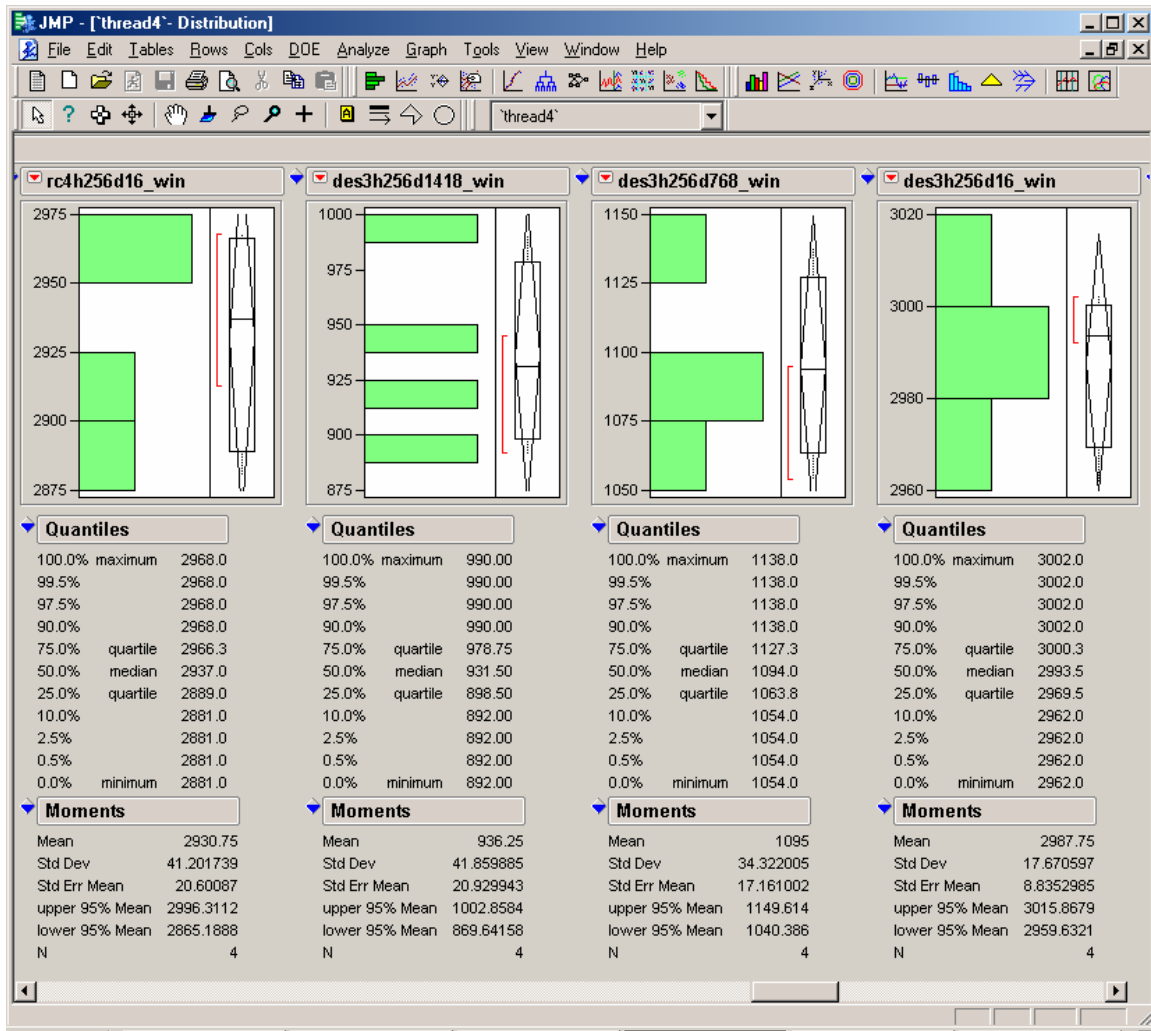 JMP - [`thread4`- Distribution]
File Edit Tables Rows Cols DOE Analyze Graph Tools View Window Help
`thread4`
rc4h256d16_win
2975
2950
2925
2900
2875
Quantiles
100.0% maximum 2968.0
99.5% 2968.0
97.5% 2968.0
90.0% 2968.0
75.0% quartile 2966.3
50.0% median 2937.0
25.0% quartile 2889.0
10.0% 2881.0
2.5% 2881.0
0.5% 2881.0
0.0% minimum 2881.0
Moments
Mean 2930.75
Std Dev 41.201739
Std Err Mean 20.60087
upper 95% Mean 2996.3112
lower 95% Mean 2865.1888
N 4
des3h256d1418_win
1000
975
950
925
900
875
Quantiles
100.0% maximum 990.00
99.5% 990.00
97.5% 990.00
90.0% 990.00
75.0% quartile 978.75
50.0% median 931.50
25.0% quartile 898.50
10.0% 892.00
2.5% 892.00
0.5% 892.00
0.0% minimum 892.00
Moments
Mean 936.25
Std Dev 41.859885
Std Err Mean 20.929943
upper 95% Mean 1002.8584
lower 95% Mean 869.64158
N 4
des3h256d768_win
1150
1125
1100
1075
1050
Quantiles
100.0% maximum 1138.0
99.5% 1138.0
97.5% 1138.0
90.0% 1138.0
75.0% quartile 1127.3
50.0% median 1094.0
25.0% quartile 1063.8
10.0% 1054.0
2.5% 1054.0
0.5% 1054.0
0.0% minimum 1054.0
Moments
Mean 1095
Std Dev 34.322005
Std Err Mean 17.161002
upper 95% Mean 1149.614
lower 95% Mean 1040.386
N 4
des3h256d16_win
3020
3000
2980
2960
Quantiles
100.0% maximum 3002.0
99.5% 3002.0
97.5% 3002.0
90.0% 3002.0
75.0% quartile 3000.3
50.0% median 2993.5
25.0% quartile 2969.5
10.0% 2962.0
2.5% 2962.0
0.5% 2962.0
0.0% minimum 2962.0
Moments
Mean 2987.75
Std Dev 17.670597
Std Err Mean 8.8352985
upper 95% Mean 3015.8679
lower 95% Mean 2959.6321
N 4